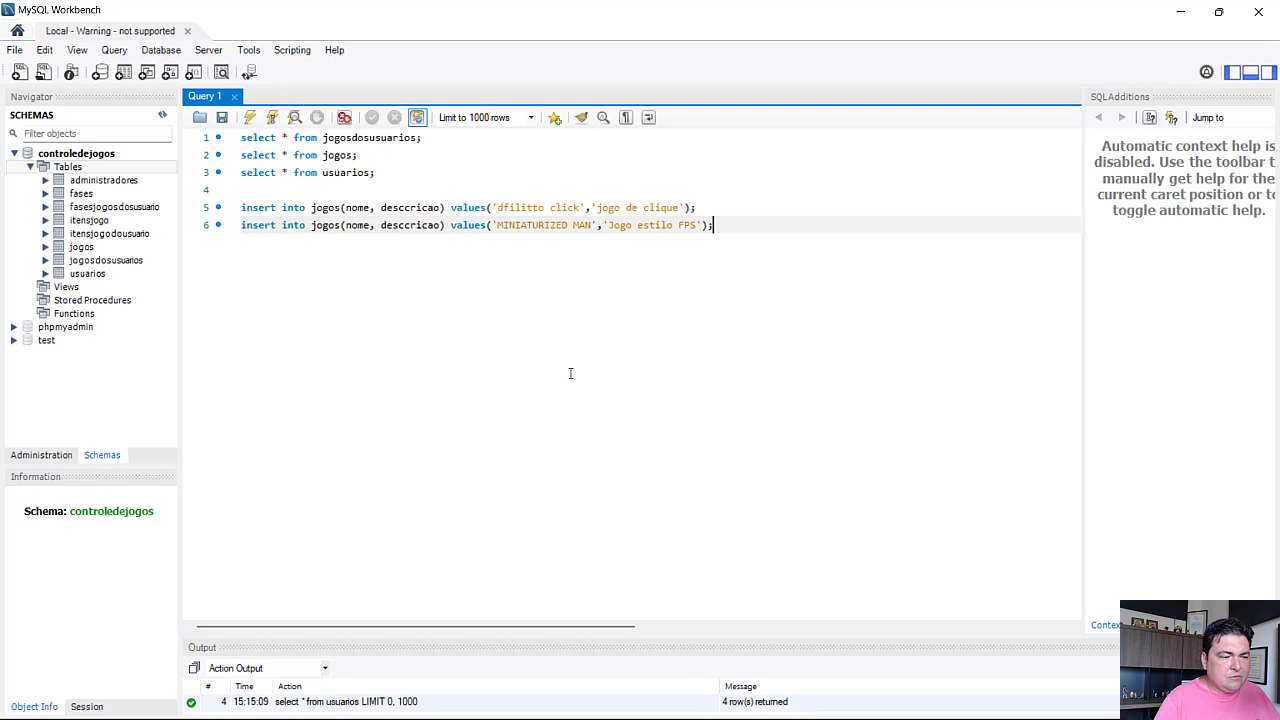 MySQL Workbench
Local - Warning - not supported
File Edit View Query Database Server Tools Scripting Help
Navigator
SCHEMAS
Filter objects
controledejogos
Tables
administradores
fases
fasesjogosdousuario
itensjogo
itensjogodousuario
jogos
jogosdosusuarios
usuarios
Views
Stored Procedures
Functions
phpmyadmin
test
Administration Schemas
Information
Schema: controledejogos
Object Info Session
Query 1
Limit to 1000 rows
1 select * from jogosdosusuarios;
2 select * from jogos;
3 select * from usuarios;
4
5 insert into jogos(nome, desccricao) values('dfilitto click','jogo de clique');
6 insert into jogos(nome, desccricao) values('MINIATURIZED MAN','Jogo estilo FPS');
Output
Action Output
# Time Action Message
4 15:15:09 select * from usuarios LIMIT 0, 1000 4 row(s) returned
SQLAdditions
Jump to
Automatic context help is
disabled. Use the toolbar t
manually get help for the
current caret position or to
toggle automatic help.
Contex